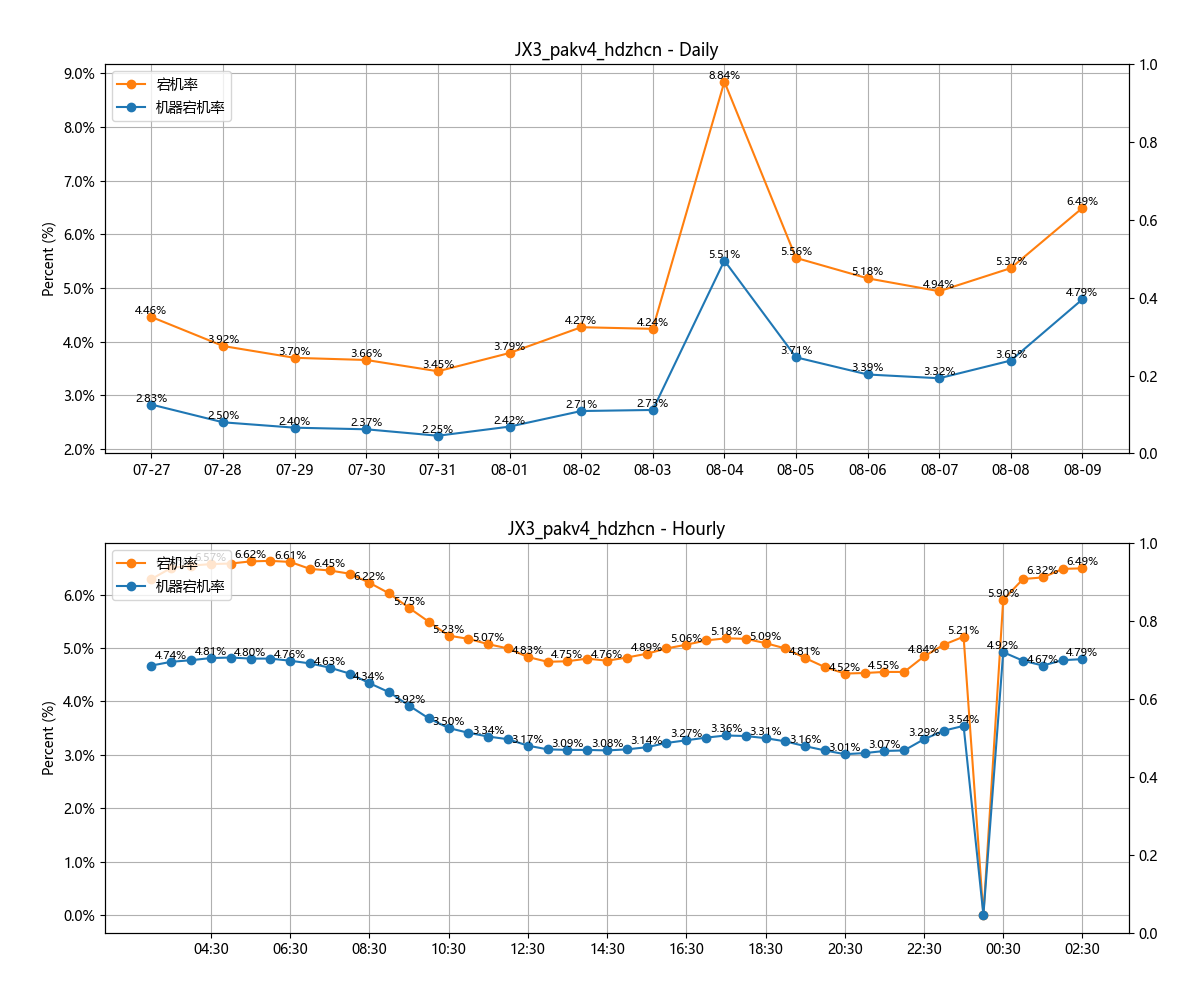 JX3_pakv4_hdzhcn - Daily
宕机率
机器宕机率
Percent (%)
9.0%
8.0%
7.0%
6.0%
5.0%
4.0%
3.0%
2.0%
1.0
0.8
0.6
0.4
0.2
0.0
4.46% 3.92% 3.70% 3.66% 3.45% 3.79% 4.27% 4.24% 8.84% 5.56% 5.18% 4.94% 5.37% 6.49%
2.83% 2.50% 2.40% 2.37% 2.25% 2.42% 2.71% 2.73% 5.51% 3.71% 3.39% 3.32% 3.65% 4.79%
07-27 07-28 07-29 07-30 07-31 08-01 08-02 08-03 08-04 08-05 08-06 08-07 08-08 08-09
JX3_pakv4_hdzhcn - Hourly
宕机率
机器宕机率
Percent (%)
6.0%
5.0%
4.0%
3.0%
2.0%
1.0%
0.0%
1.0
0.8
0.6
0.4
0.2
0.0
6.57% 6.62% 6.61% 6.45% 6.22% 5.75% 5.23% 5.07% 4.83% 4.75% 4.76% 4.89% 5.06% 5.18% 5.09% 4.81% 4.52% 4.55% 4.84% 5.21% 5.90% 6.32% 6.49%
4.74% 4.81% 4.80% 4.76% 4.63% 4.34% 3.92% 3.50% 3.34% 3.17% 3.09% 3.08% 3.14% 3.27% 3.36% 3.31% 3.16% 3.01% 3.07% 3.29% 3.54% 4.92% 4.67% 4.79%
04:30 06:30 08:30 10:30 12:30 14:30 16:30 18:30 20:30 22:30 00:30 02:30